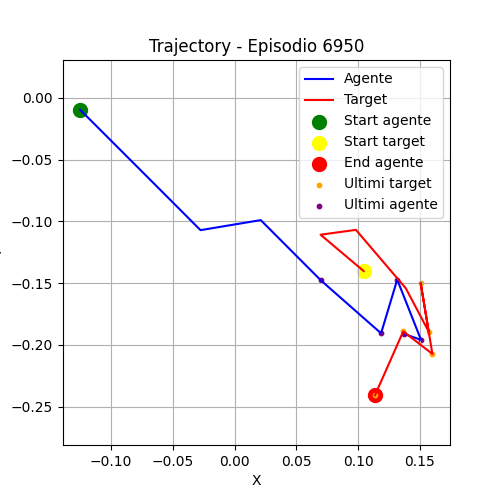 Trajectory - Episodio 6950
Agente
Target
Start agente
Start target
End agente
Ultimi target
Ultimi agente
0.00
−0.05
−0.10
−0.15
−0.20
−0.25
−0.10
−0.05
0.00
0.05
0.10
0.15
X